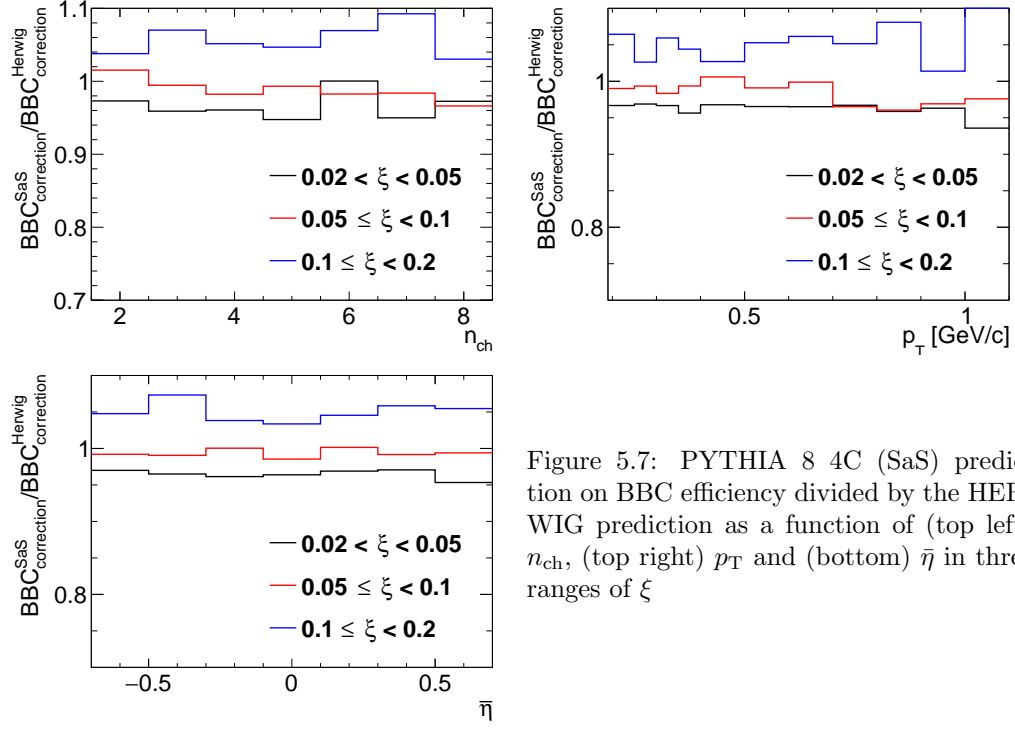 1.1
1
0.9
0.8
0.7
BBC^SaS_correction/BBC^Herwig_correction
0.02 < ξ < 0.05
0.05 ≤ ξ < 0.1
0.1 ≤ ξ < 0.2
2 4 6 8
n_ch
1
0.8
BBC^SaS_correction/BBC^Herwig_correction
0.02 < ξ < 0.05
0.05 ≤ ξ < 0.1
0.1 ≤ ξ < 0.2
0.5 1
p_T [GeV/c]
1
0.8
BBC^SaS_correction/BBC^Herwig_correction
0.02 < ξ < 0.05
0.05 ≤ ξ < 0.1
0.1 ≤ ξ < 0.2
−0.5 0 0.5
η̄
Figure 5.7: PYTHIA 8 4C (SaS) predic
tion on BBC efficiency divided by the HER
WIG prediction as a function of (top left
n_ch, (top right) p_T and (bottom) η̄ in thre
ranges of ξ